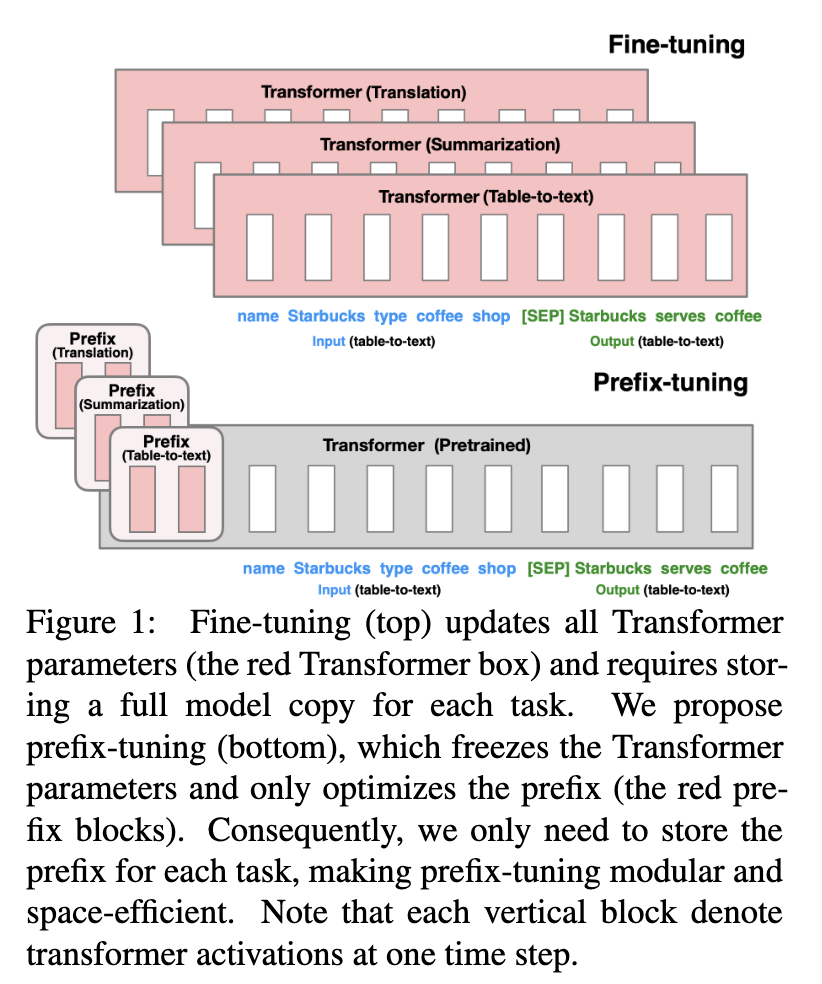 Fine-tuning
Transformer (Translation)
Transformer (Summarization)
Transformer (Table-to-text)
name Starbucks type coffee shop [SEP] Starbucks serves coffee
Input (table-to-text) Output (table-to-text)
Prefix
(Translation)
Prefix-tuning
Prefix
(Summarization)
Prefix
(Table-to-text)
Transformer (Pretrained)
name Starbucks type coffee shop [SEP] Starbucks serves coffee
Input (table-to-text) Output (table-to-text)
Figure 1: Fine-tuning (top) updates all Transformer
parameters (the red Transformer box) and requires stor-
ing a full model copy for each task. We propose
prefix-tuning (bottom), which freezes the Transformer
parameters and only optimizes the prefix (the red pre-
fix blocks). Consequently, we only need to store the
prefix for each task, making prefix-tuning modular and
space-efficient. Note that each vertical block denote
transformer activations at one time step.